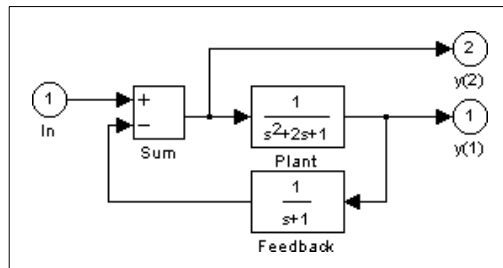 2
y(2)
1
In
+
−
Sum
1
s²+2s+1
Plant
1
y(1)
1
s+1
Feedback